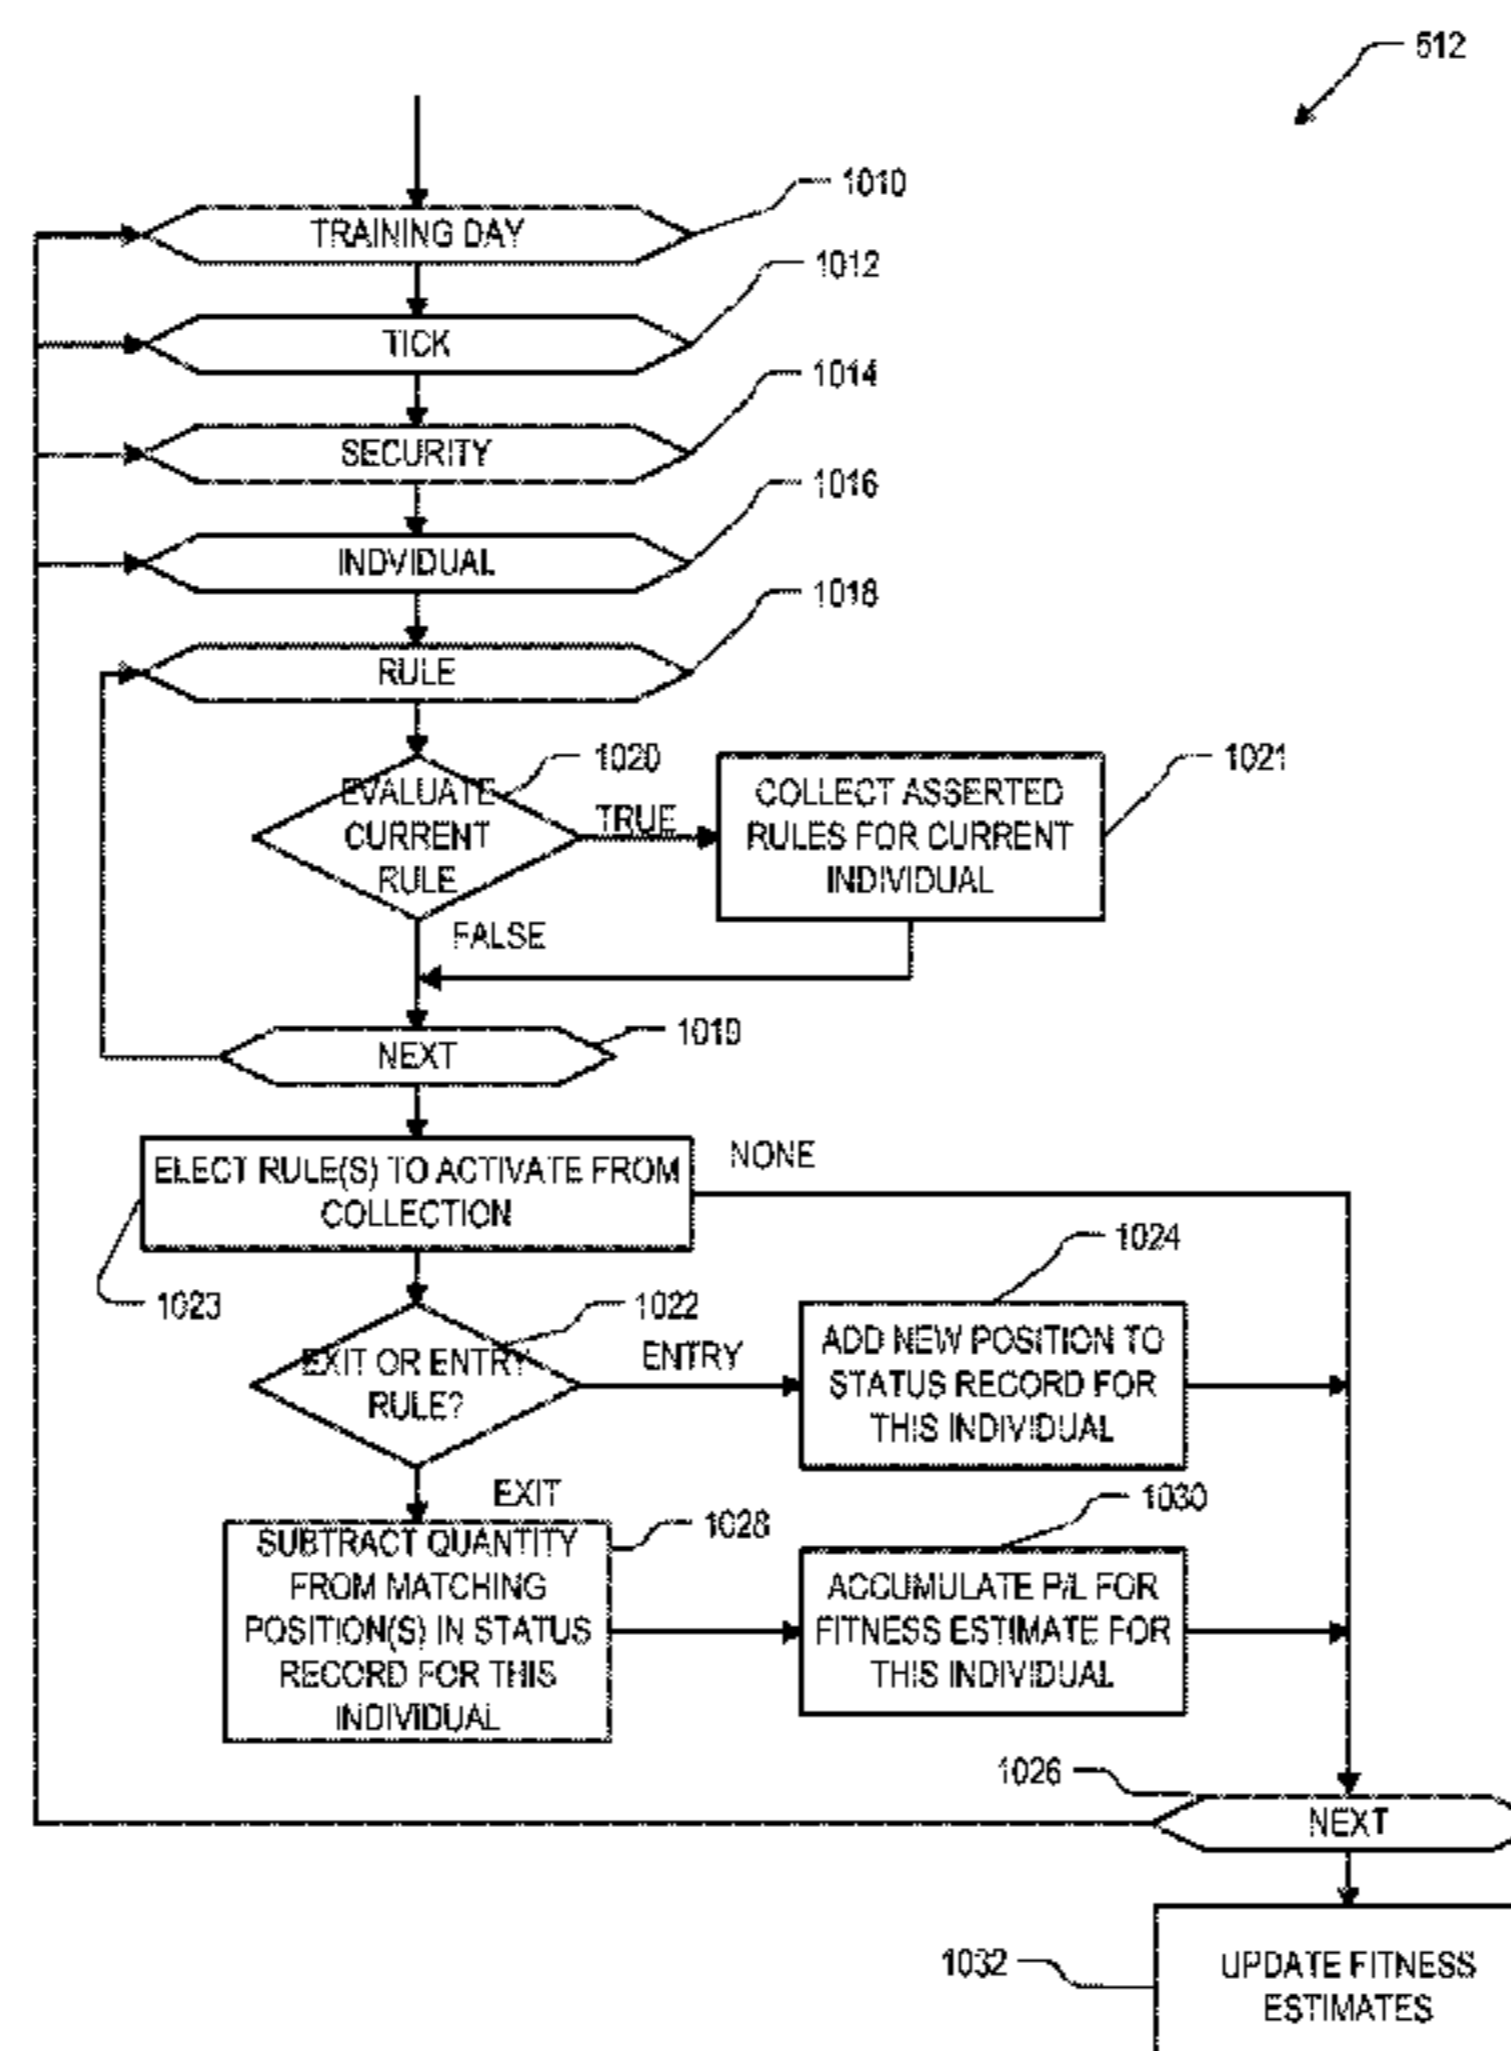 512
1010
TRAINING DAY
1012
TICK
1014
SECURITY
1016
INDVIDUAL
1018
RULE
1020
EVALUATE
CURRENT
RULE
TRUE
1021
COLLECT ASSERTED
RULES FOR CURRENT
INDIVIDUAL
FALSE
1019
NEXT
ELECT RULE(S) TO ACTIVATE FROM
COLLECTION
NONE
1023
1022
EXIT OR ENTRY
RULE?
ENTRY
1024
ADD NEW POSITION TO
STATUS RECORD FOR
THIS INDIVIDUAL
EXIT
1028
SUBTRACT QUANTITY
FROM MATCHING
POSITION(S) IN STATUS
RECORD FOR THIS
INDIVIDUAL
1030
ACCUMULATE P/L FOR
FITNESS ESTIMATE FOR
THIS INDIVIDUAL
1026
NEXT
1032
UPDATE FITNESS
ESTIMATES